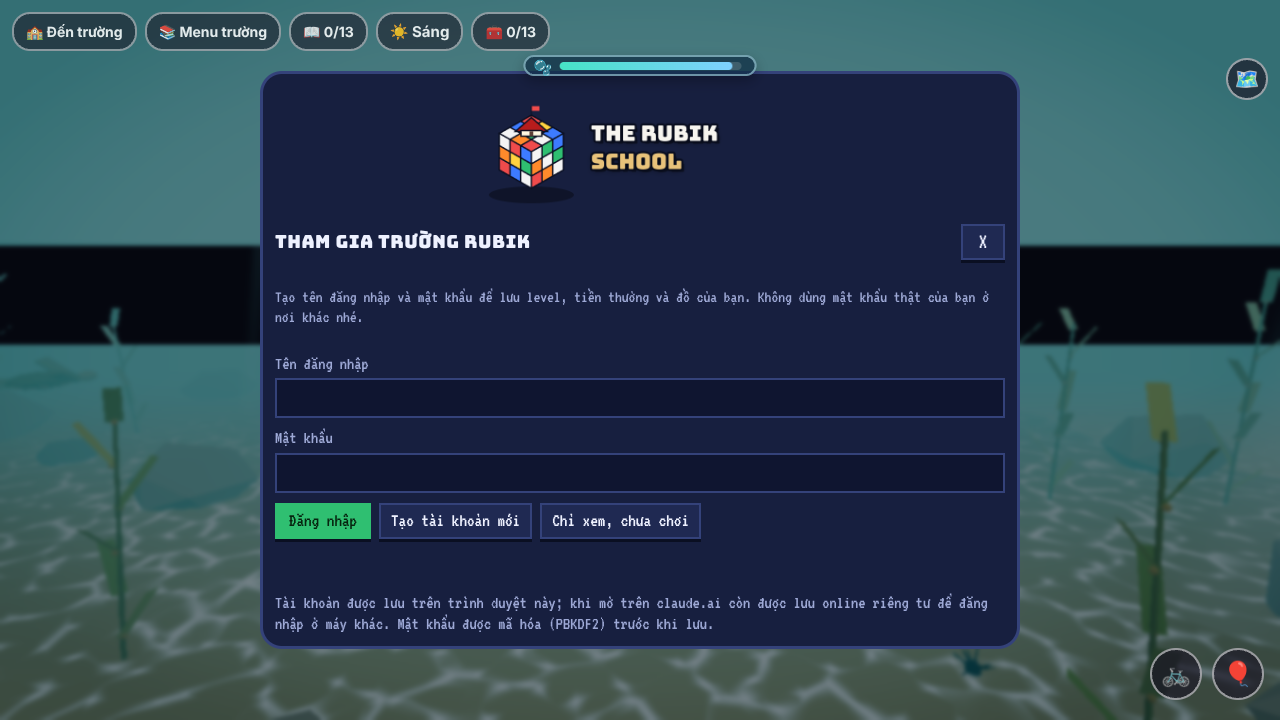 Đến trường
Menu trường
0/13
Sáng
0/13
THE RUBIK
SCHOOL
THAM GIA TRƯỜNG RUBIK
X
Tạo tên đăng nhập và mật khẩu để lưu level, tiền thưởng và đồ của bạn. Không dùng mật khẩu thật của bạn ở
nơi khác nhé.
Tên đăng nhập
Mật khẩu
Đăng nhập
Tạo tài khoản mới
Chỉ xem, chưa chơi
Tài khoản được lưu trên trình duyệt này; khi mở trên claude.ai còn được lưu online riêng tư để đăng
nhập ở máy khác. Mật khẩu được mã hóa (PBKDF2) trước khi lưu.